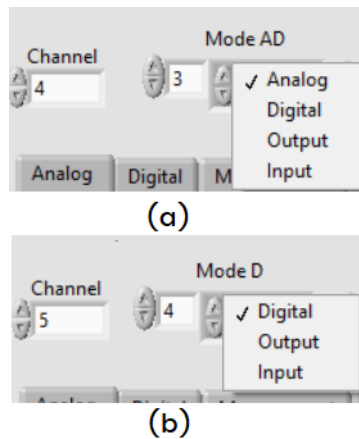 Mode AD
Channel
4
3
✓ Analog
Digital
Output
Input
Analog Digital M
(a)
Mode D
Channel
5
4
✓ Digital
Output
Input
(b)